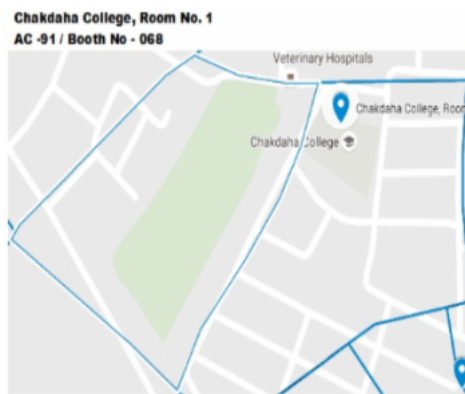 Chakdaha College, Room No. 1
AC -91 / Booth No - 068
Veterinary Hospitals
Chakdaha College, Room
Chakdaha College